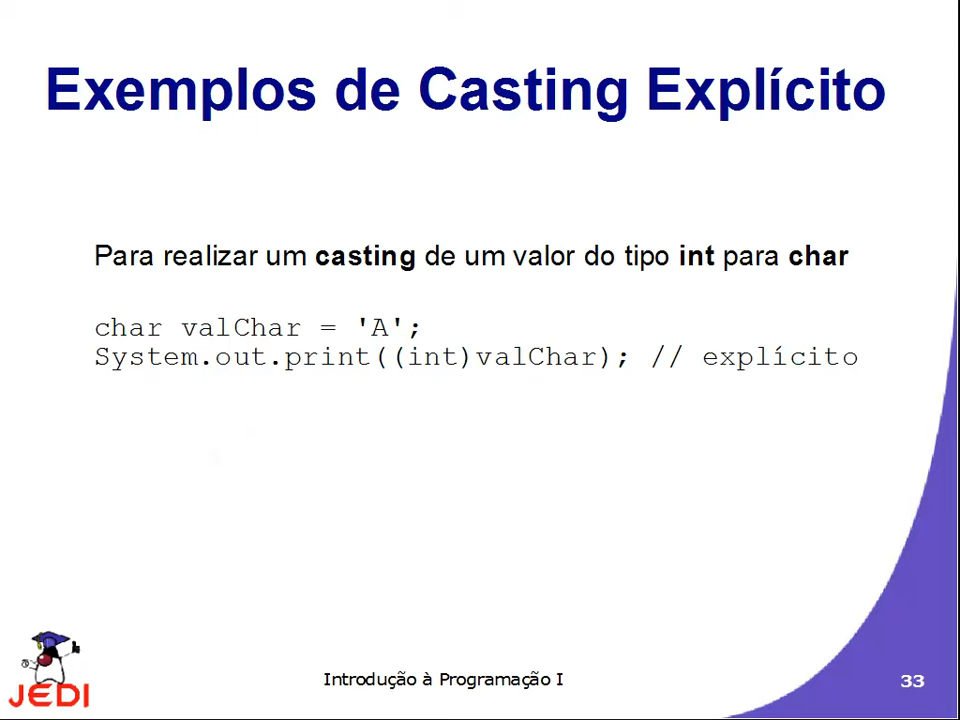 Exemplos de Casting Explícito
Para realizar um casting de um valor do tipo int para char
char valChar = 'A';
System.out.print((int)valChar); // explícito
JEDI
Introdução à Programação I
33